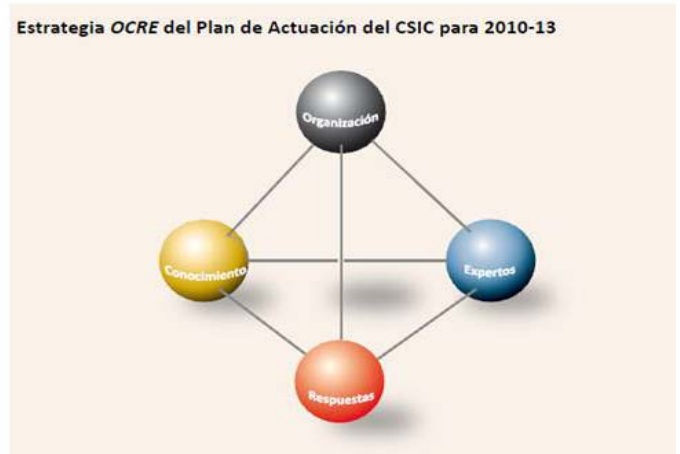 Estrategia OCRE del Plan de Actuación del CSIC para 2010-13
Organización
Conocimiento
Expertos
Respuestas